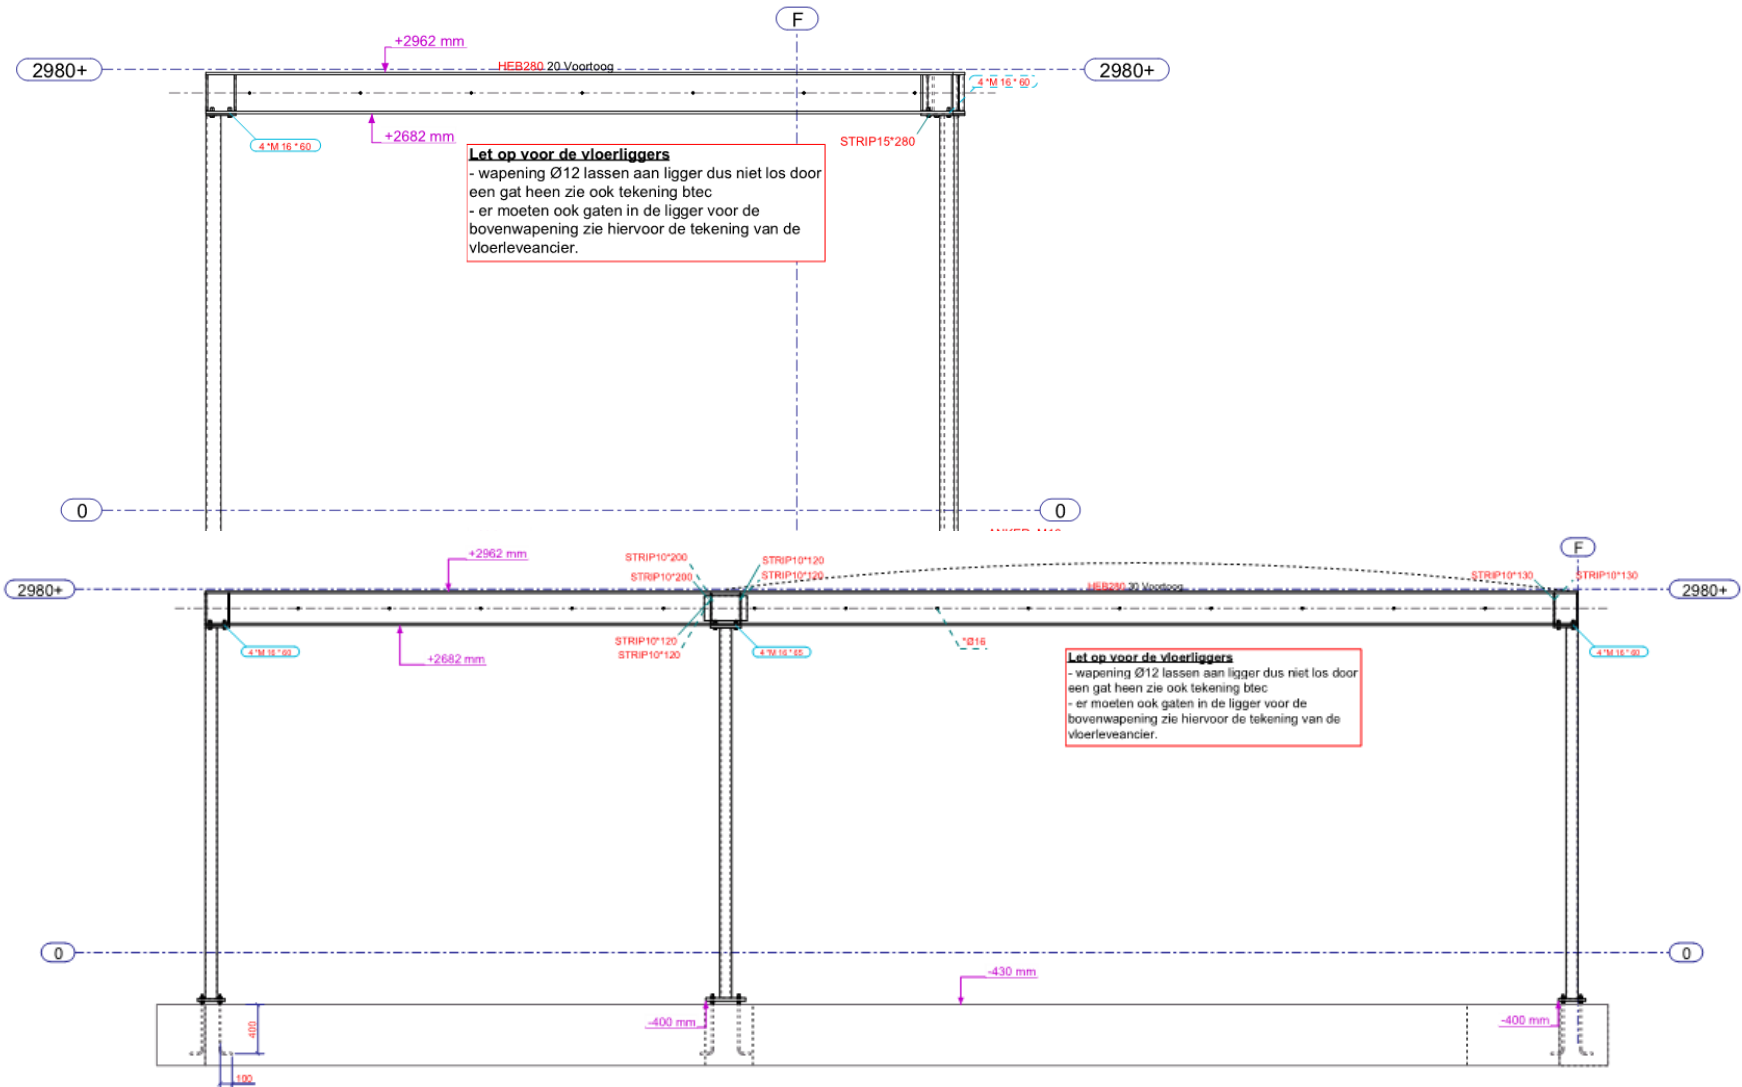 F
+2962 mm
2980+
HEB280 20 Voortoog
2980+
4 *M 16 * 60
+2682 mm
4 *M 16 * 60
STRIP15*280
Let op voor de vloerliggers
- wapening Ø12 lassen aan ligger dus niet los door
een gat heen zie ook tekening btec
- er moeten ook gaten in de ligger voor de
bovenwapening zie hiervoor de tekening van de
vloerleveancier.
0
0
+2962 mm
STRIP10*200
STRIP10*120
F
STRIP10*200
STRIP10*120
STRIP10*130
STRIP10*130
2980+
HEB280 30 Voortoog
2980+
STRIP10*120
*Ø16
4 *M 16 * 60
STRIP10*120
4 *M 16 * 65
4 *M 16 * 60
+2682 mm
Let op voor de vloerliggers
- wapening Ø12 lassen aan ligger dus niet los door
een gat heen zie ook tekening btec
- er moeten ook gaten in de ligger voor de
bovenwapening zie hiervoor de tekening van de
vloerleveancier.
0
0
-430 mm
-400 mm
-400 mm
400
100